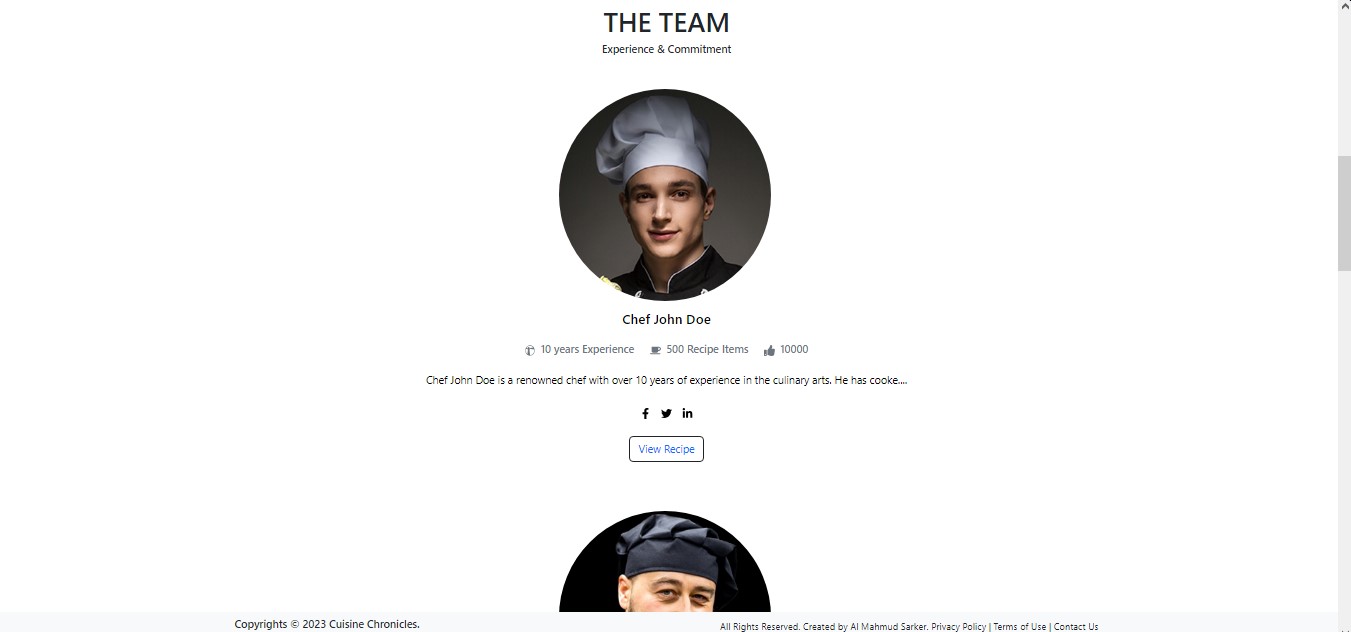 THE TEAM
Experience & Commitment
Chef John Doe
10 years Experience 500 Recipe Items 10000
Chef John Doe is a renowned chef with over 10 years of experience in the culinary arts. He has cooke....
View Recipe
Copyrights © 2023 Cuisine Chronicles.
All Rights Reserved. Created by Al Mahmud Sarker. Privacy Policy | Terms of Use | Contact Us